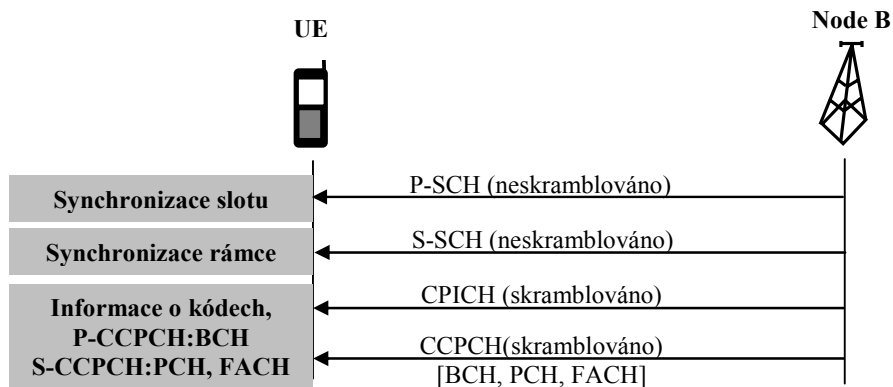 Node B
UE
P-SCH (neskramblováno)
Synchronizace slotu
S-SCH (neskramblováno)
Synchronizace rámce
CPICH (skramblováno)
Informace o kódech,
P-CCPCH:BCH
S-CCPCH:PCH, FACH
CCPCH(skramblováno)
[BCH, PCH, FACH]